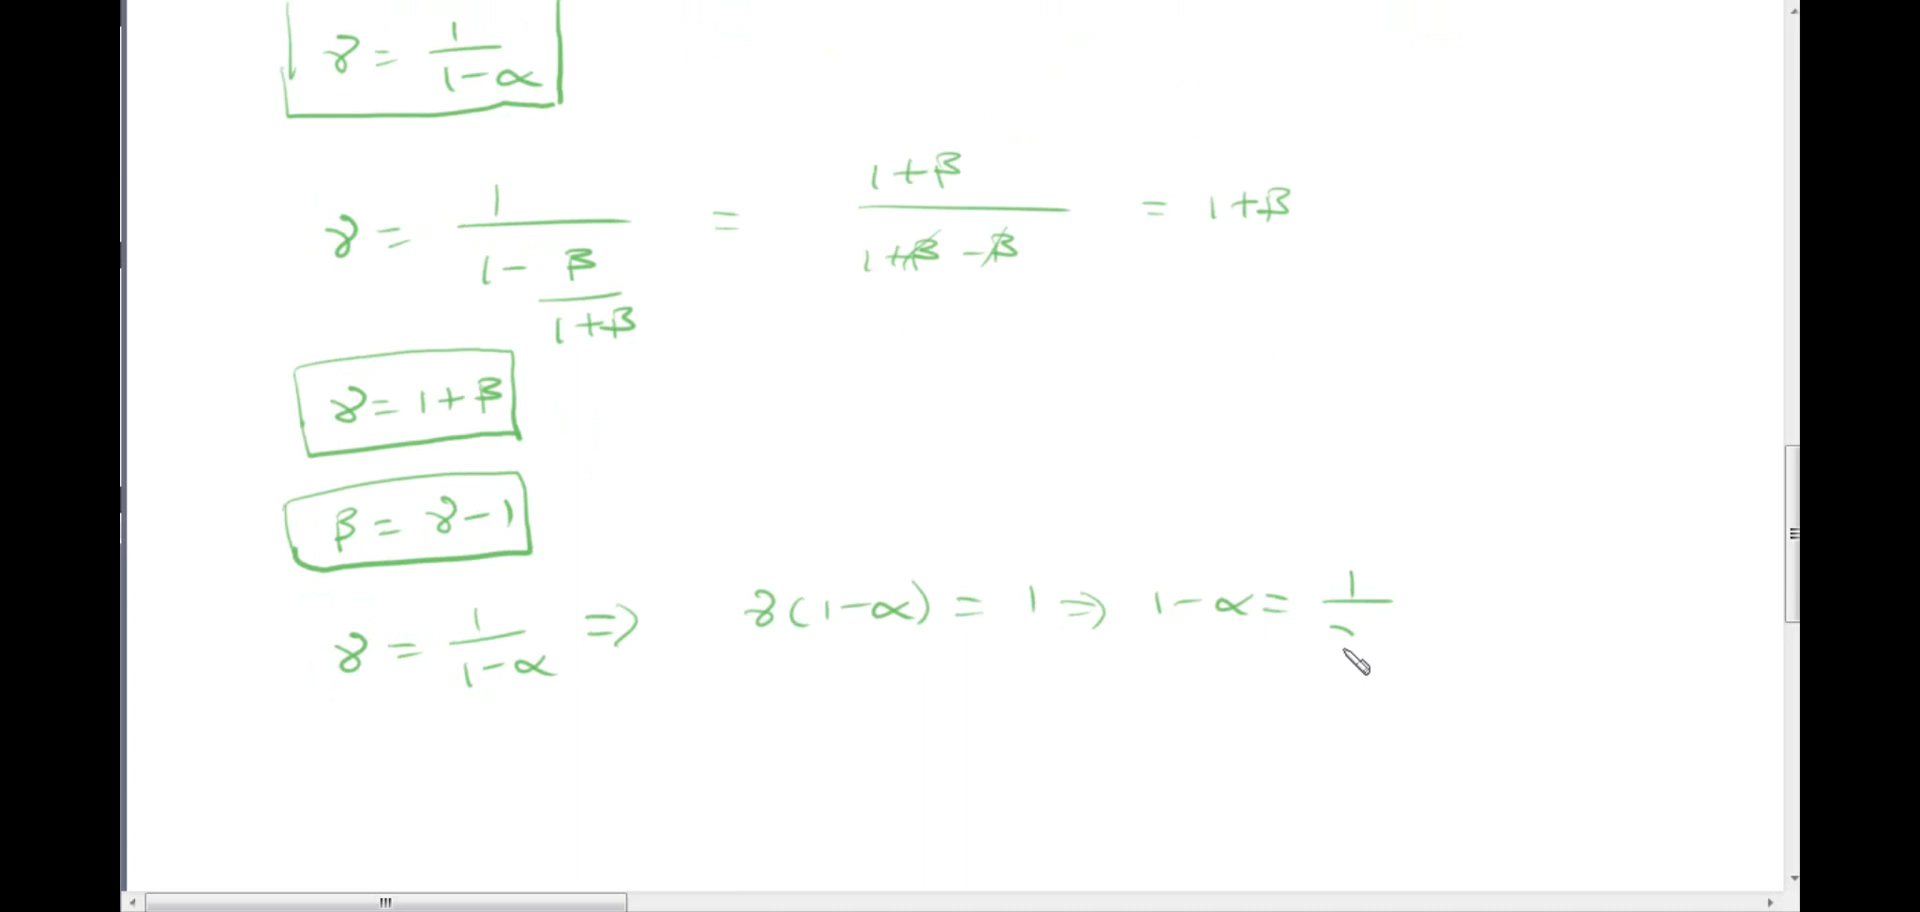 γ = 1/(1-α)
γ = 1/(1 - β/(1+β)) = (1+β)/(1+β-β) = 1+β
γ = 1+β
β = γ-1
γ = 1/(1-α) ⇒ γ(1-α) = 1 ⇒ 1-α = 1/